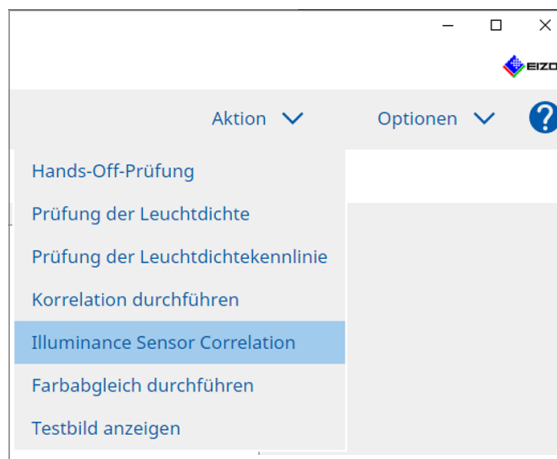 EIZO
Aktion
Optionen
?
Hands-Off-Prüfung
Prüfung der Leuchtdichte
Prüfung der Leuchtdichtekennlinie
Korrelation durchführen
Illuminance Sensor Correlation
Farbabgleich durchführen
Testbild anzeigen